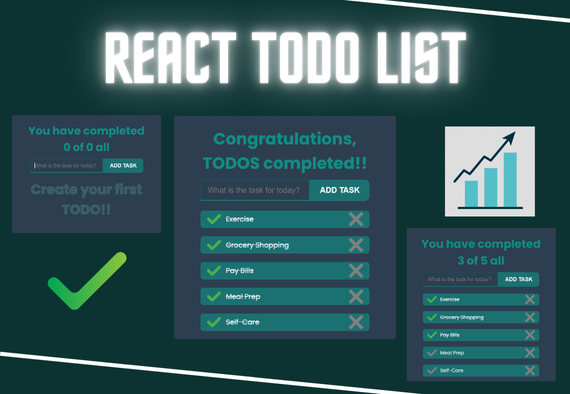 REACT TODO LIST
You have completed
0 of 0 all
What is the task for today?
ADD TASK
Create your first
TODO!!
Congratulations,
TODOS completed!!
What is the task for today?
ADD TASK
Exercise
Grocery Shopping
Pay Bills
Meal Prep
Self-Care
You have completed
3 of 5 all
What is the task for today?
ADD TASK
Exercise
Grocery Shopping
Pay Bills
Meal Prep
Self-Care